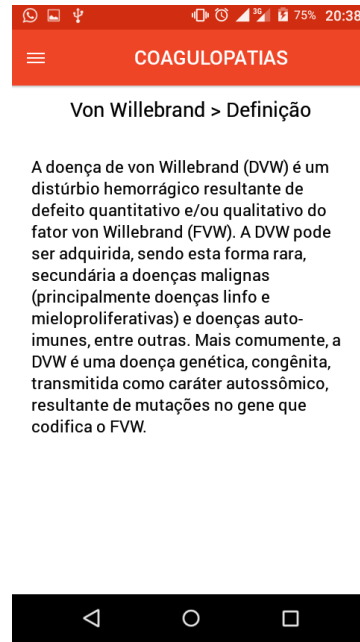 3G 75% 20:38
COAGULOPATIAS
Von Willebrand > Definição
A doença de von Willebrand (DVW) é um
distúrbio hemorrágico resultante de
defeito quantitativo e/ou qualitativo do
fator von Willebrand (FVW). A DVW pode
ser adquirida, sendo esta forma rara,
secundária a doenças malignas
(principalmente doenças linfo e
mieloproliferativas) e doenças auto-
imunes, entre outras. Mais comumente, a
DVW é uma doença genética, congênita,
transmitida como caráter autossômico,
resultante de mutações no gene que
codifica o FVW.